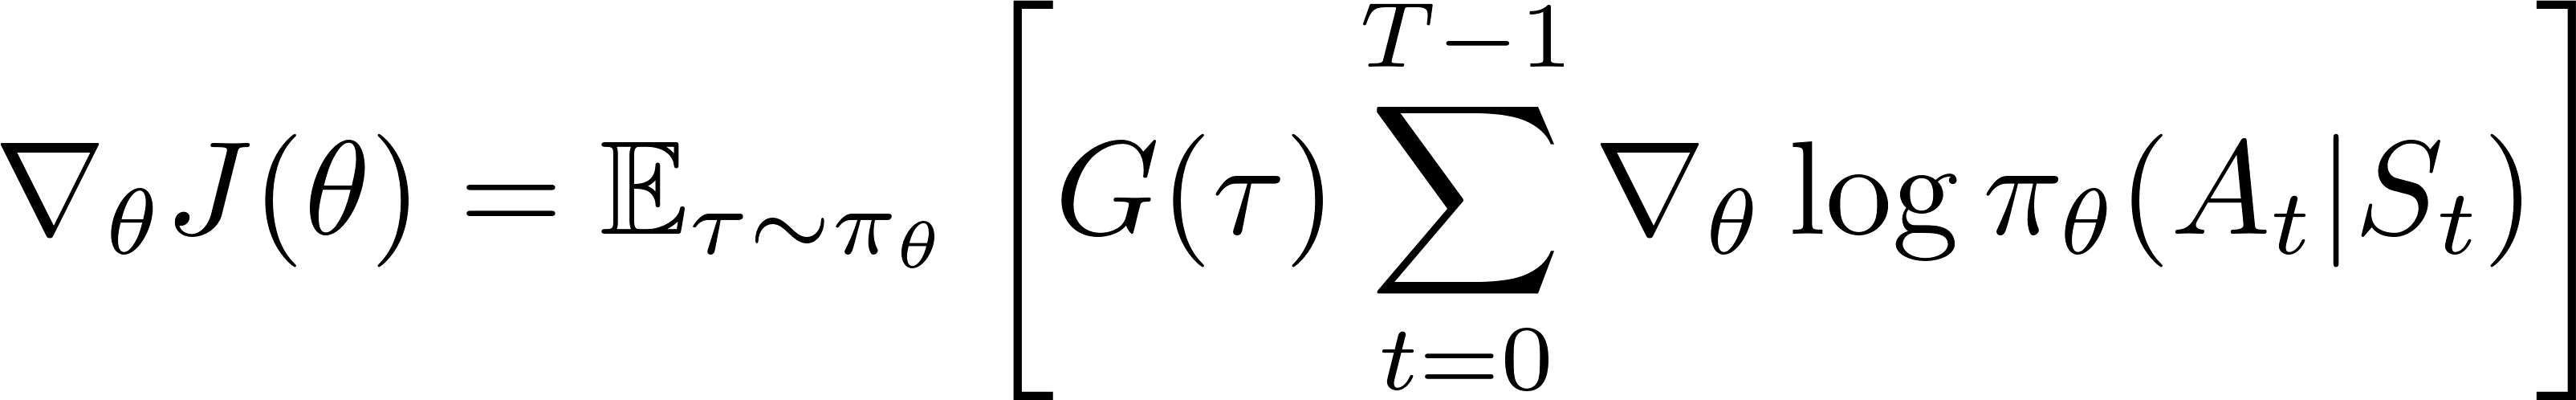 ∇_θ J(θ) = 𝔼_{τ∼π_θ} [ G(τ) ∑_{t=0}^{T−1} ∇_θ log π_θ(A_t|S_t) ]